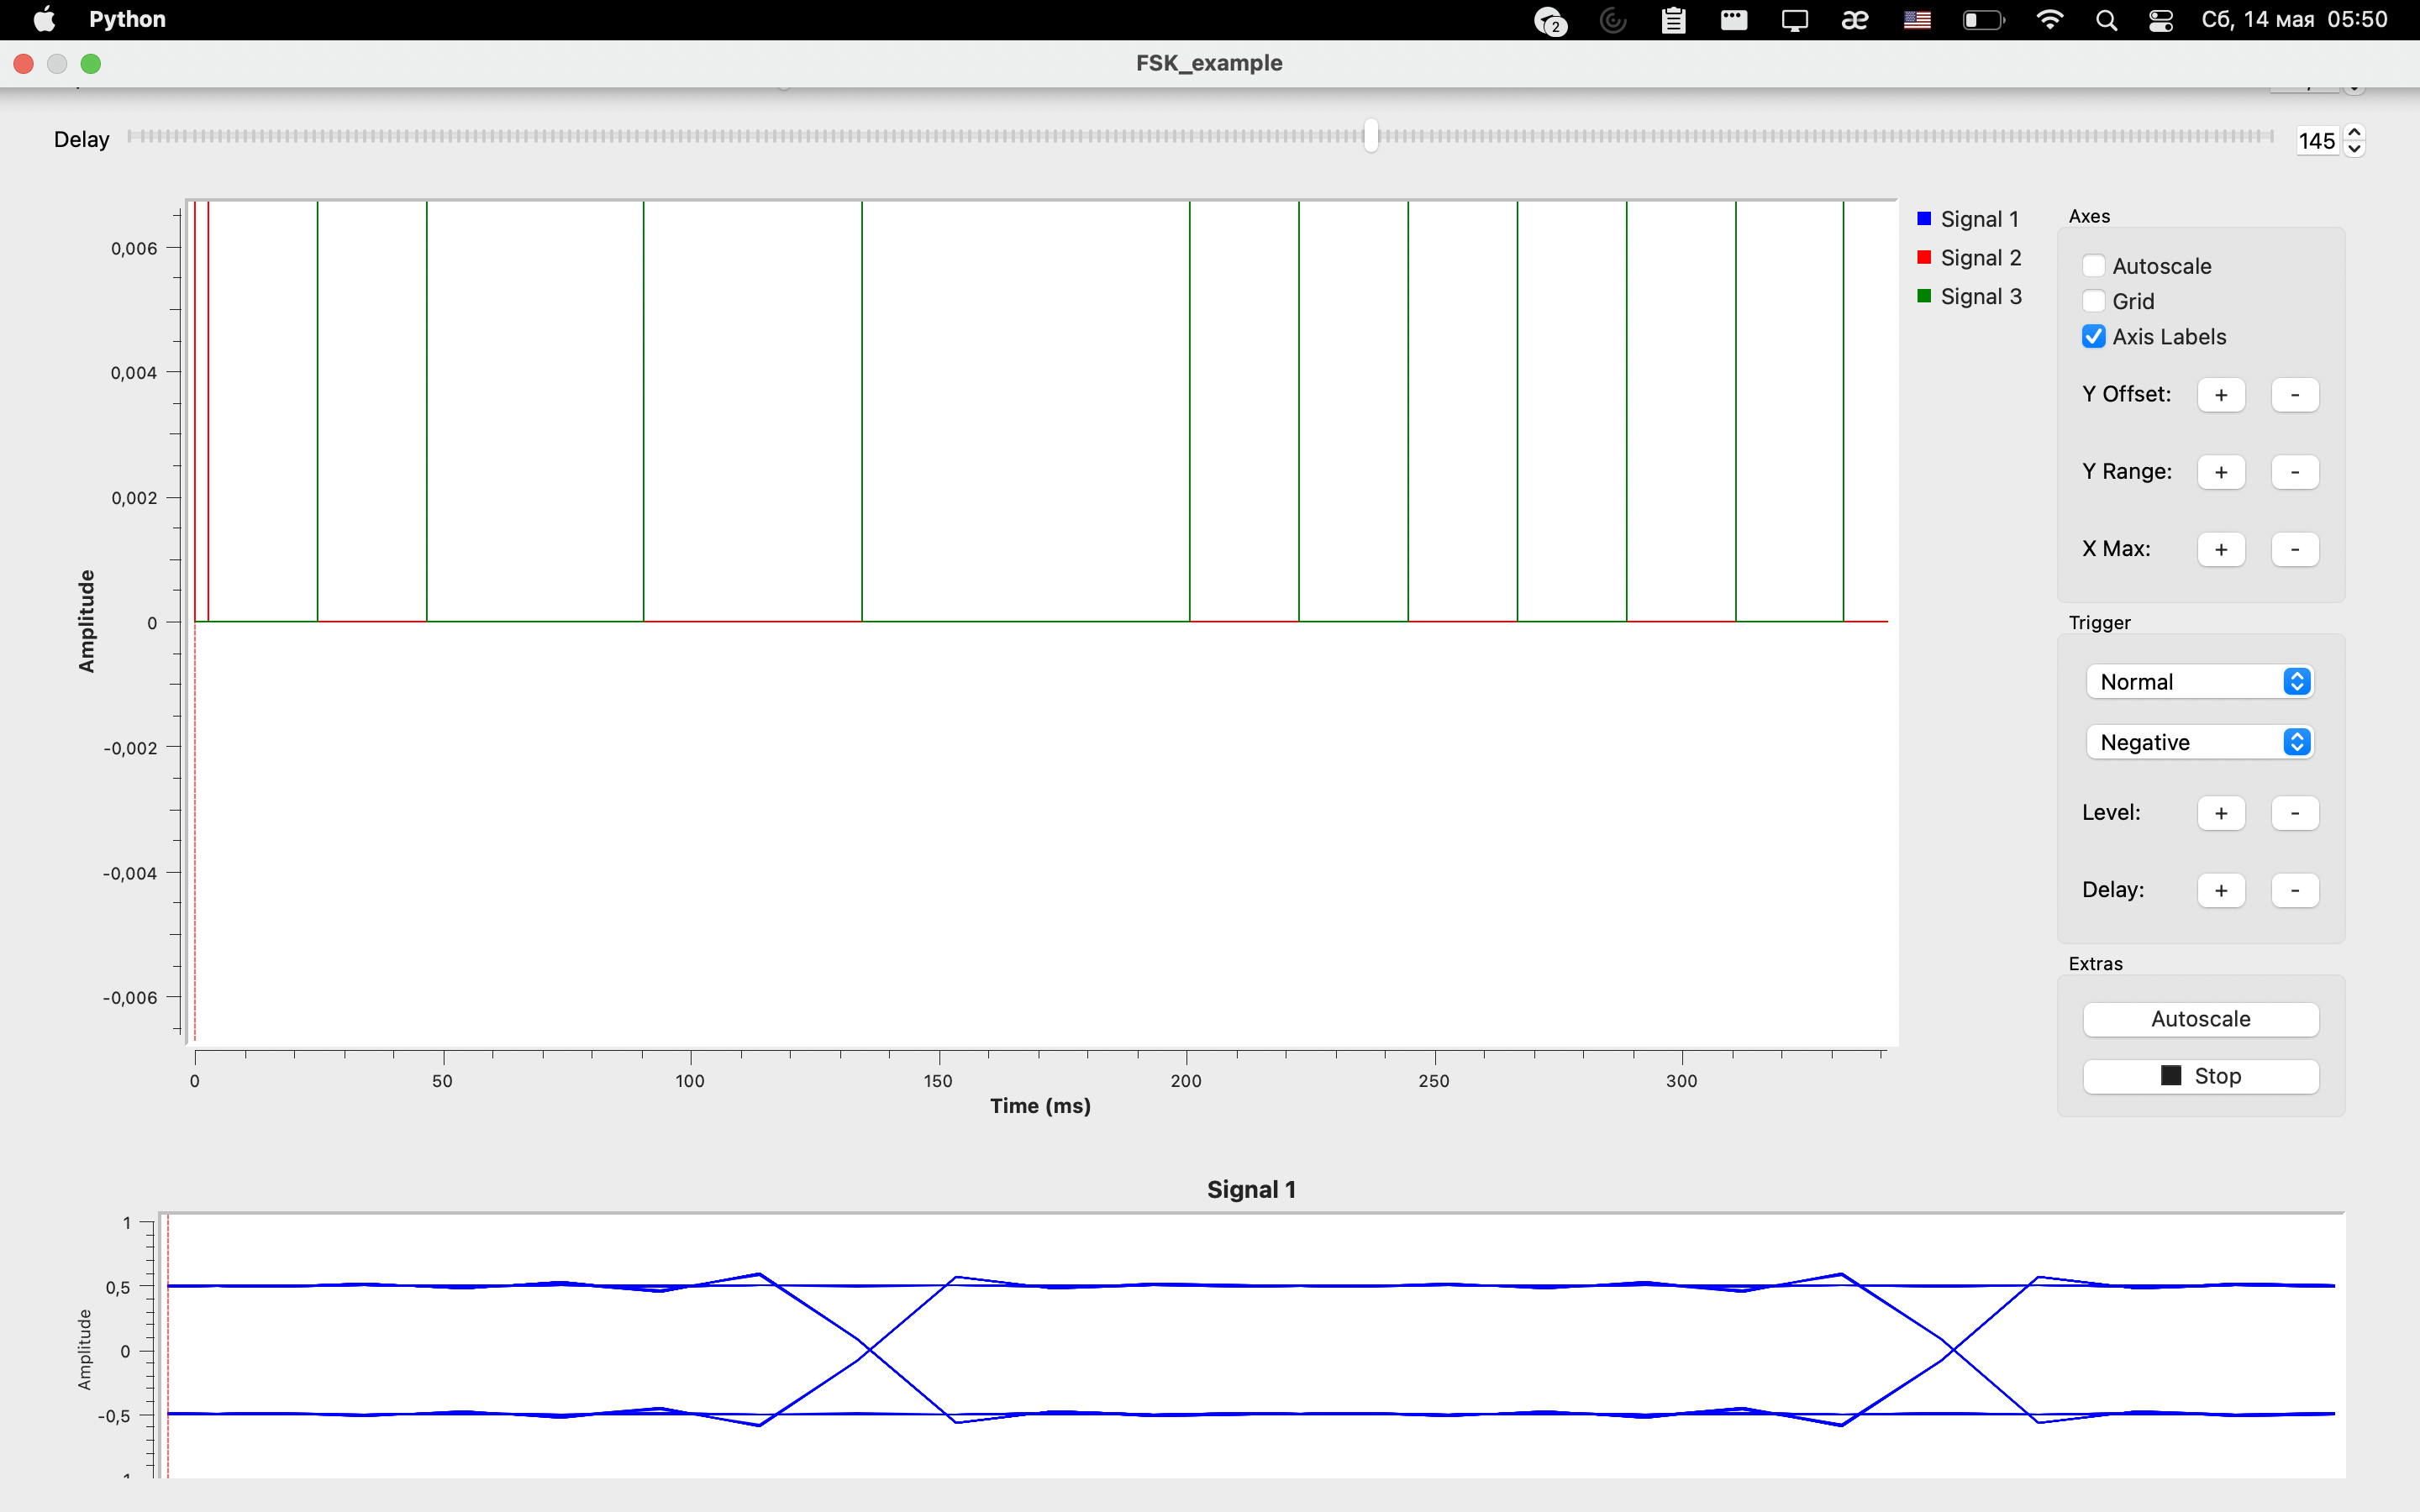 Python
2
Сб, 14 мая 05:50
FSK_example
Delay
145
Signal 1
Signal 2
Signal 3
0,006
0,004
0,002
0
-0,002
-0,004
-0,006
Amplitude
0 50 100 150 200 250 300
Time (ms)
Axes
Autoscale
Grid
Axis Labels
Y Offset: + -
Y Range: + -
X Max: + -
Trigger
Normal
Negative
Level: + -
Delay: + -
Extras
Autoscale
Stop
Signal 1
1
0,5
0
-0,5
Amplitude